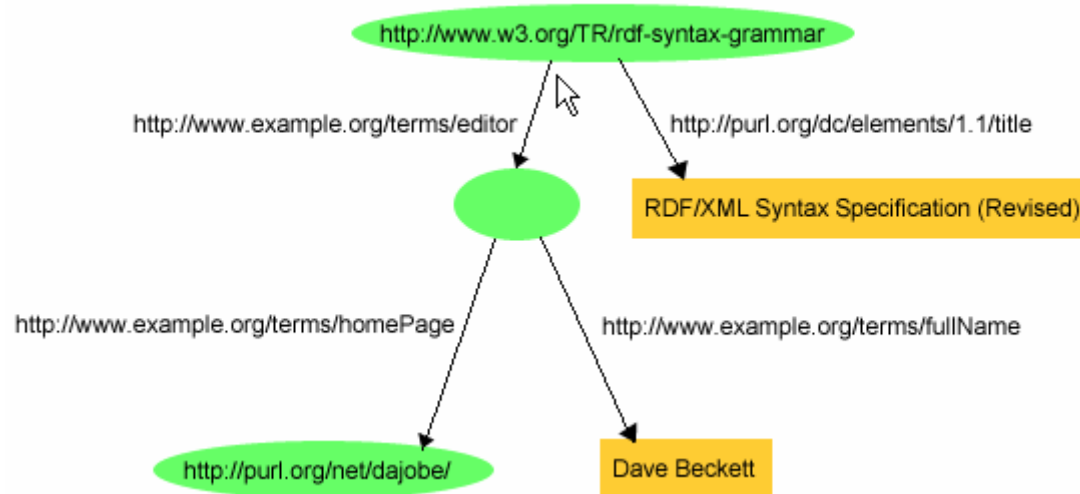 http://www.w3.org/TR/rdf-syntax-grammar
http://www.example.org/terms/editor
http://purl.org/dc/elements/1.1/title
RDF/XML Syntax Specification (Revised)
http://www.example.org/terms/homePage
http://www.example.org/terms/fullName
http://purl.org/net/dajobe/
Dave Beckett